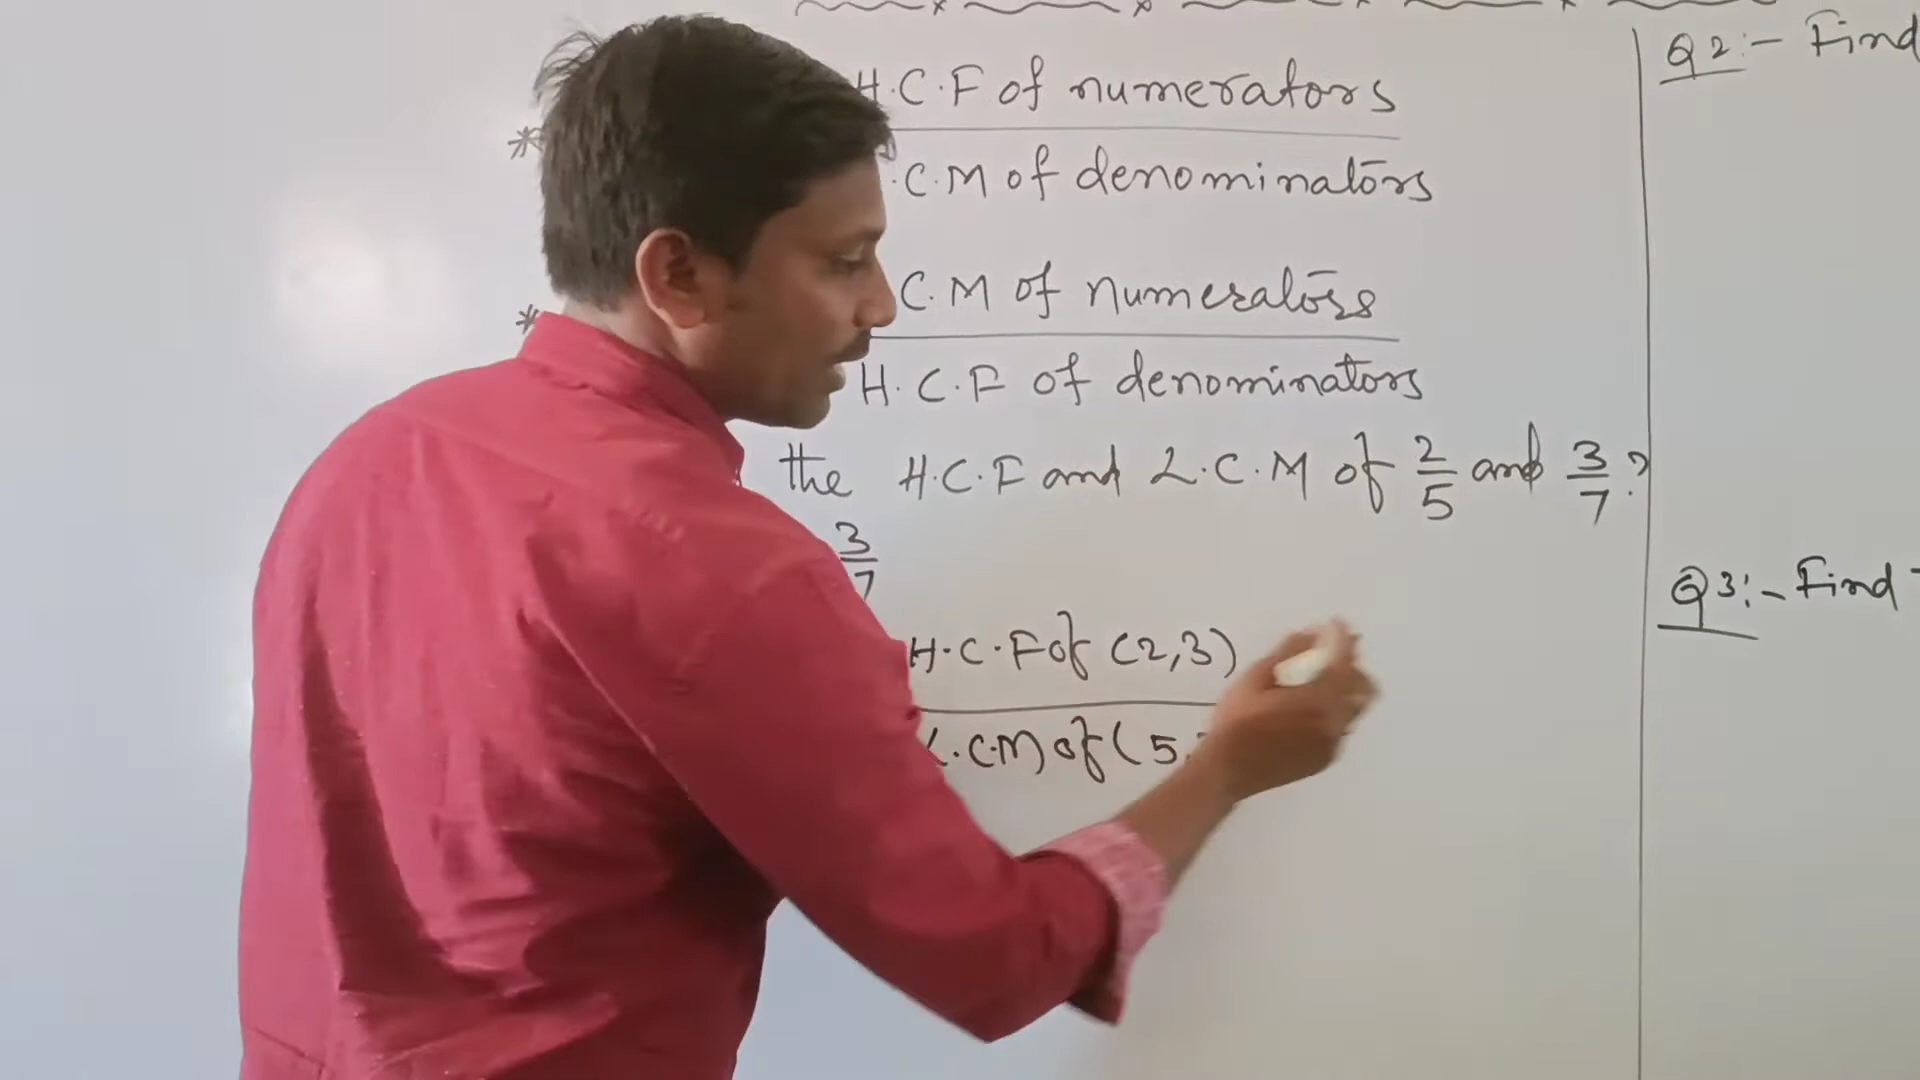 *
H.C.F of numerators
.C.M of denominators
*
C.M of numerators
H.C.F of denominators
the H.C.F and L.C.M of 2/5 and 3/7 ?
3/7
H.C.F of (2,3)
L.C.M of (5,
Q2:- Find
Q3:- Find